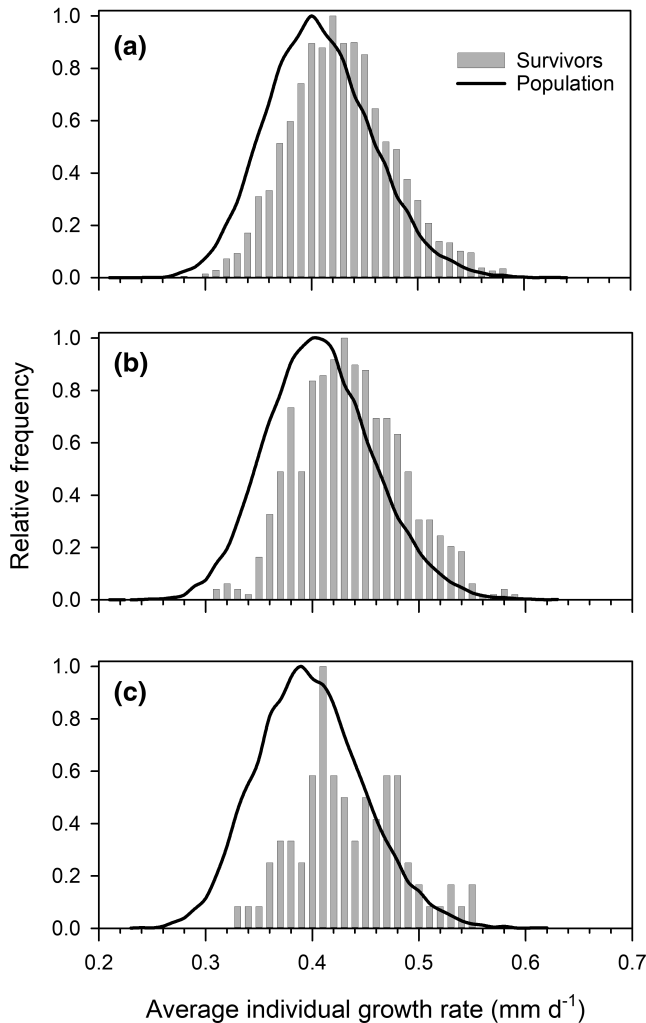 (a)
Survivors
Population
1.0
0.8
0.6
0.4
0.2
0.0
(b)
1.0
0.8
0.6
0.4
0.2
0.0
Relative frequency
(c)
1.0
0.8
0.6
0.4
0.2
0.0
0.2 0.3 0.4 0.5 0.6 0.7
Average individual growth rate (mm d⁻¹)